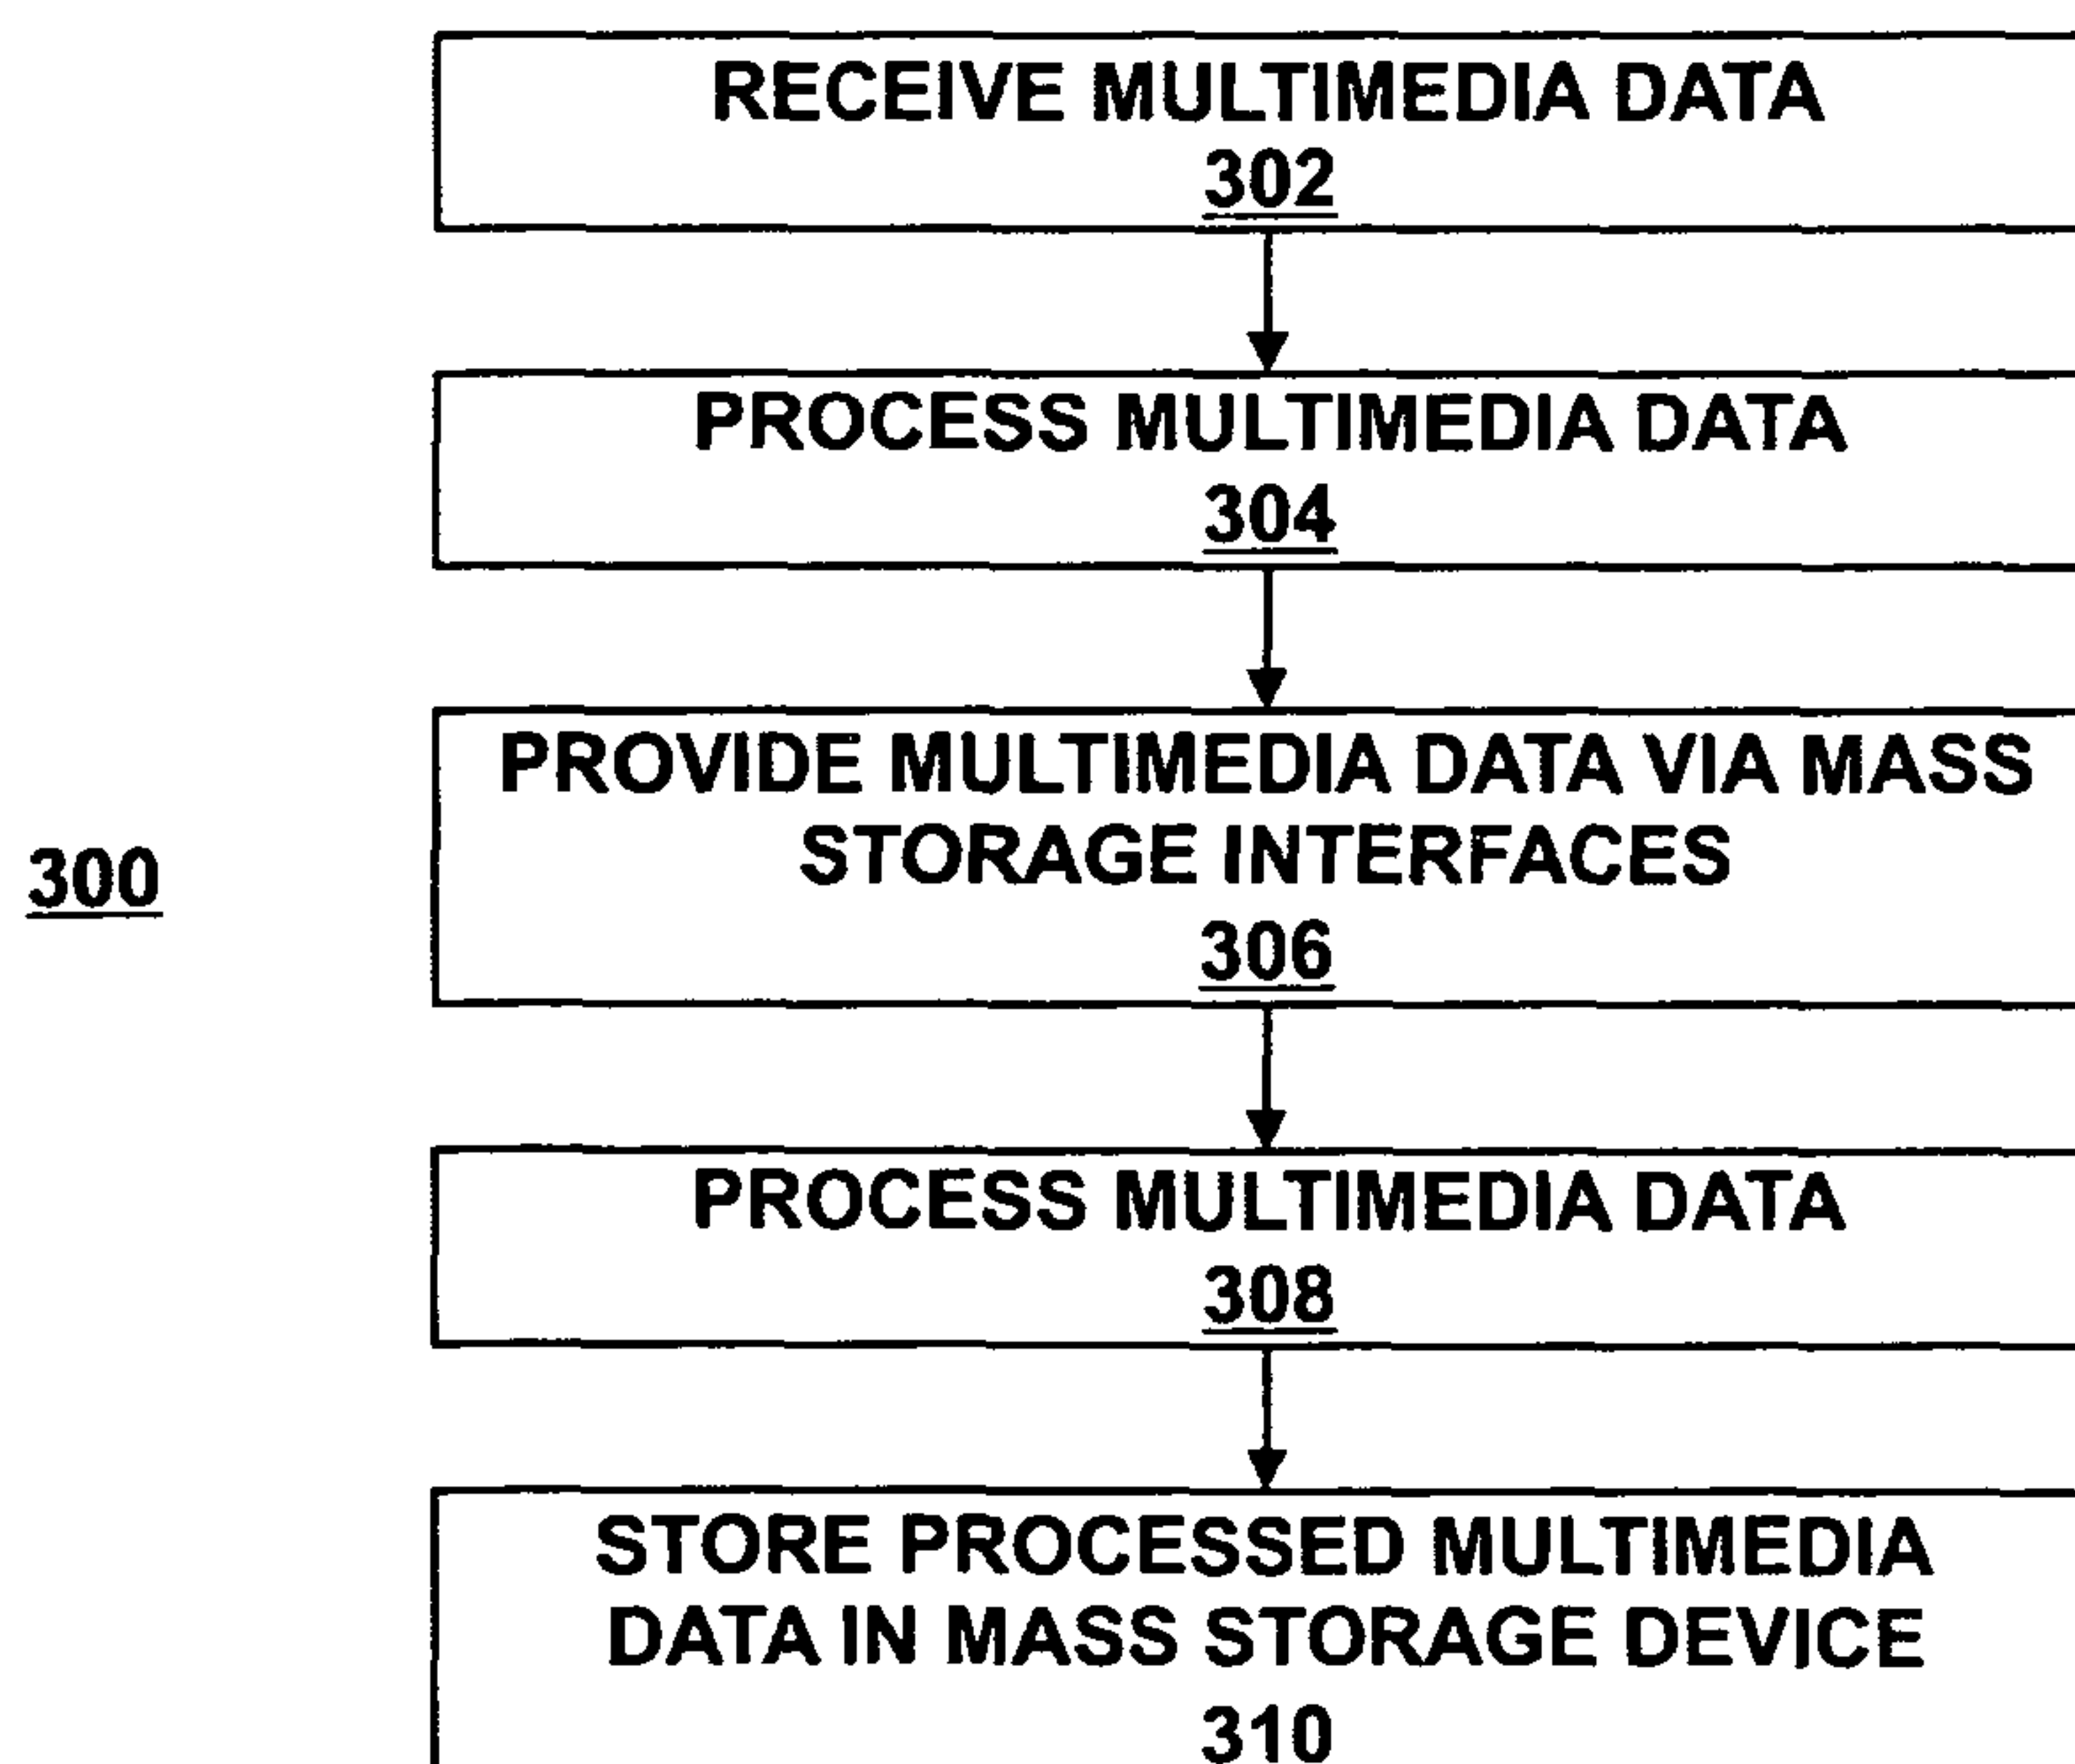 RECEIVE MULTIMEDIA DATA
302
PROCESS MULTIMEDIA DATA
304
PROVIDE MULTIMEDIA DATA VIA MASS
STORAGE INTERFACES
306
300
PROCESS MULTIMEDIA DATA
308
STORE PROCESSED MULTIMEDIA
DATA IN MASS STORAGE DEVICE
310